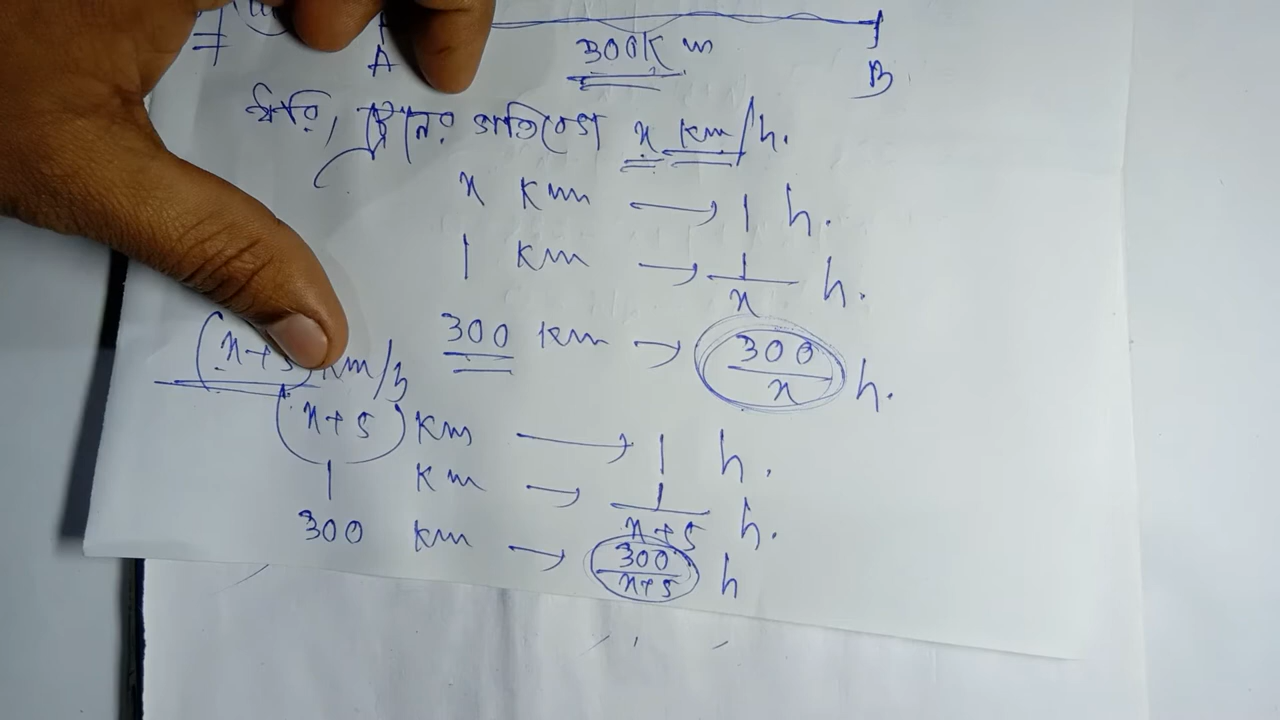 300 km
A B
ধরি, ট্রেনের গতিবেগ x km/h.
x km → 1 h.
1 km → 1/x h.
300 km → 300/x h.
(x+5) km/h
(x+5) km → 1 h.
1 km → 1/x+5 h.
300 km → 300/x+5 h